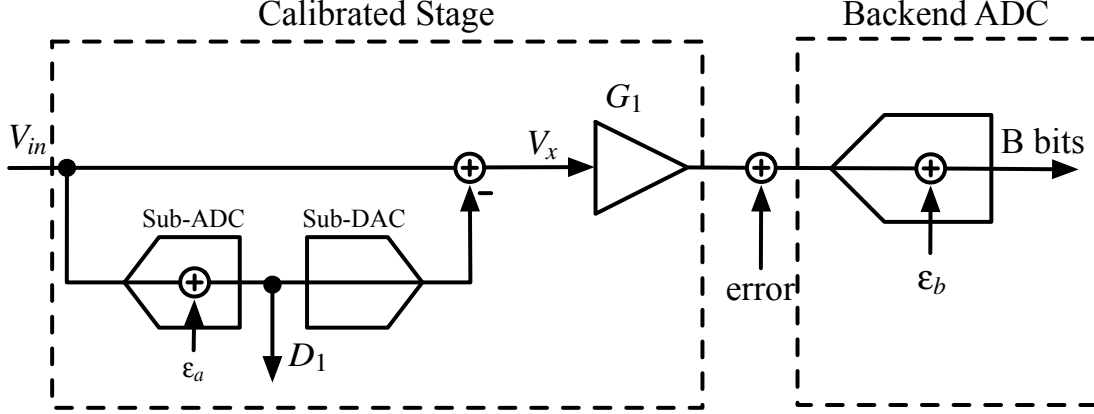 Calibrated Stage
Backend ADC
G1
Vin
Vx
B bits
Sub-ADC
Sub-DAC
-
error
εb
D1
εa